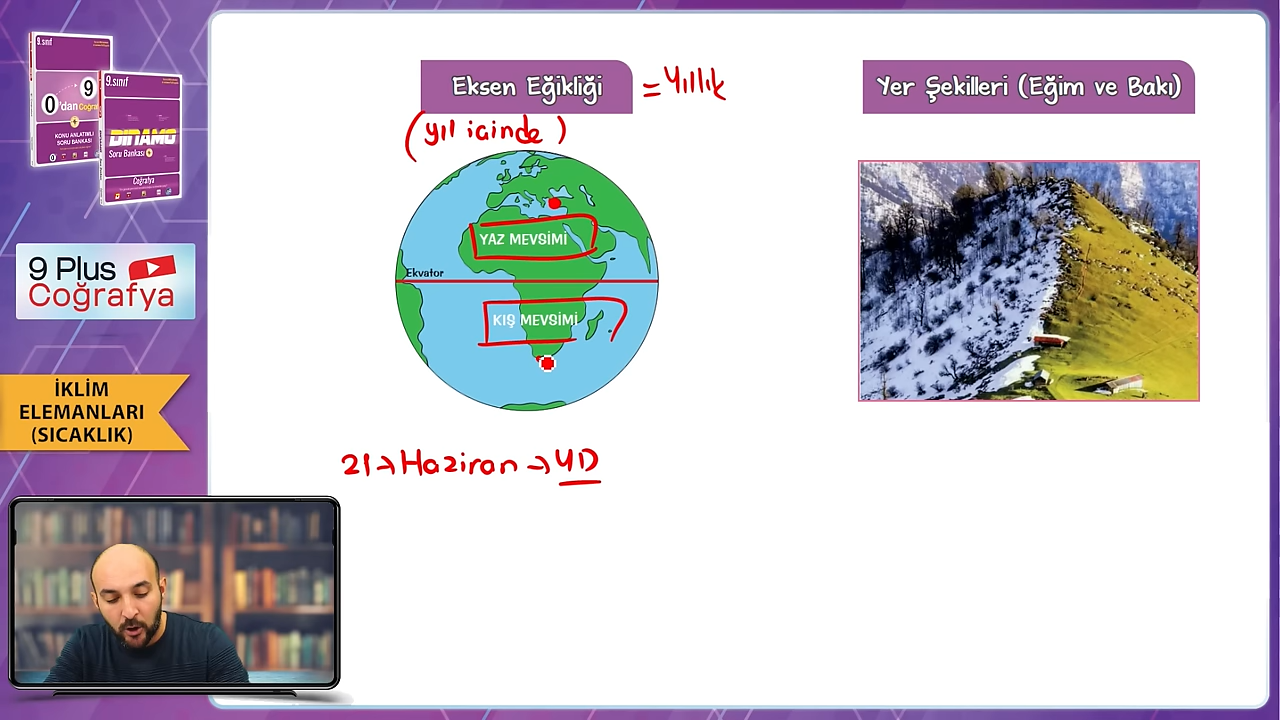 9.sınıf
0'dan 9
Coğrafya
KONU ANLATIMLI
SORU BANKASI
9.sınıf
DİNAMO
Soru Bankası
Coğrafya
9 Plus
Coğrafya
İKLİM
ELEMANLARI
(SICAKLIK)
Eksen Eğikliği
= Yıllık
(yıl içinde)
YAZ MEVSİMİ
Ekvator
KIŞ MEVSİMİ
21 → Haziran → YD
Yer Şekilleri (Eğim ve Bakı)